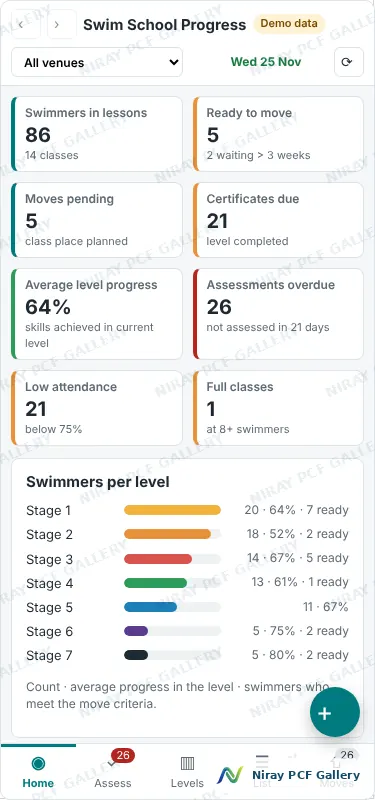 Swim School Progress
Demo data
All venues
Wed 25 Nov
Swimmers in lessons
86
14 classes
Ready to move
5
2 waiting > 3 weeks
Moves pending
5
class place planned
Certificates due
21
level completed
Average level progress
64%
skills achieved in current
level
Assessments overdue
26
not assessed in 21 days
Low attendance
21
below 75%
Full classes
1
at 8+ swimmers
Swimmers per level
Stage 1 20 · 64% · 7 ready
Stage 2 18 · 52% · 2 ready
Stage 3 14 · 67% · 5 ready
Stage 4 13 · 61% · 1 ready
Stage 5 11 · 67%
Stage 6 5 · 75% · 2 ready
Stage 7 5 · 80% · 2 ready
Count · average progress in the level · swimmers who
meet the move criteria.
+
26
26
Home
Assess
Levels
List
Moves
Niray PCF Gallery
NIRAY PCF GALLERY